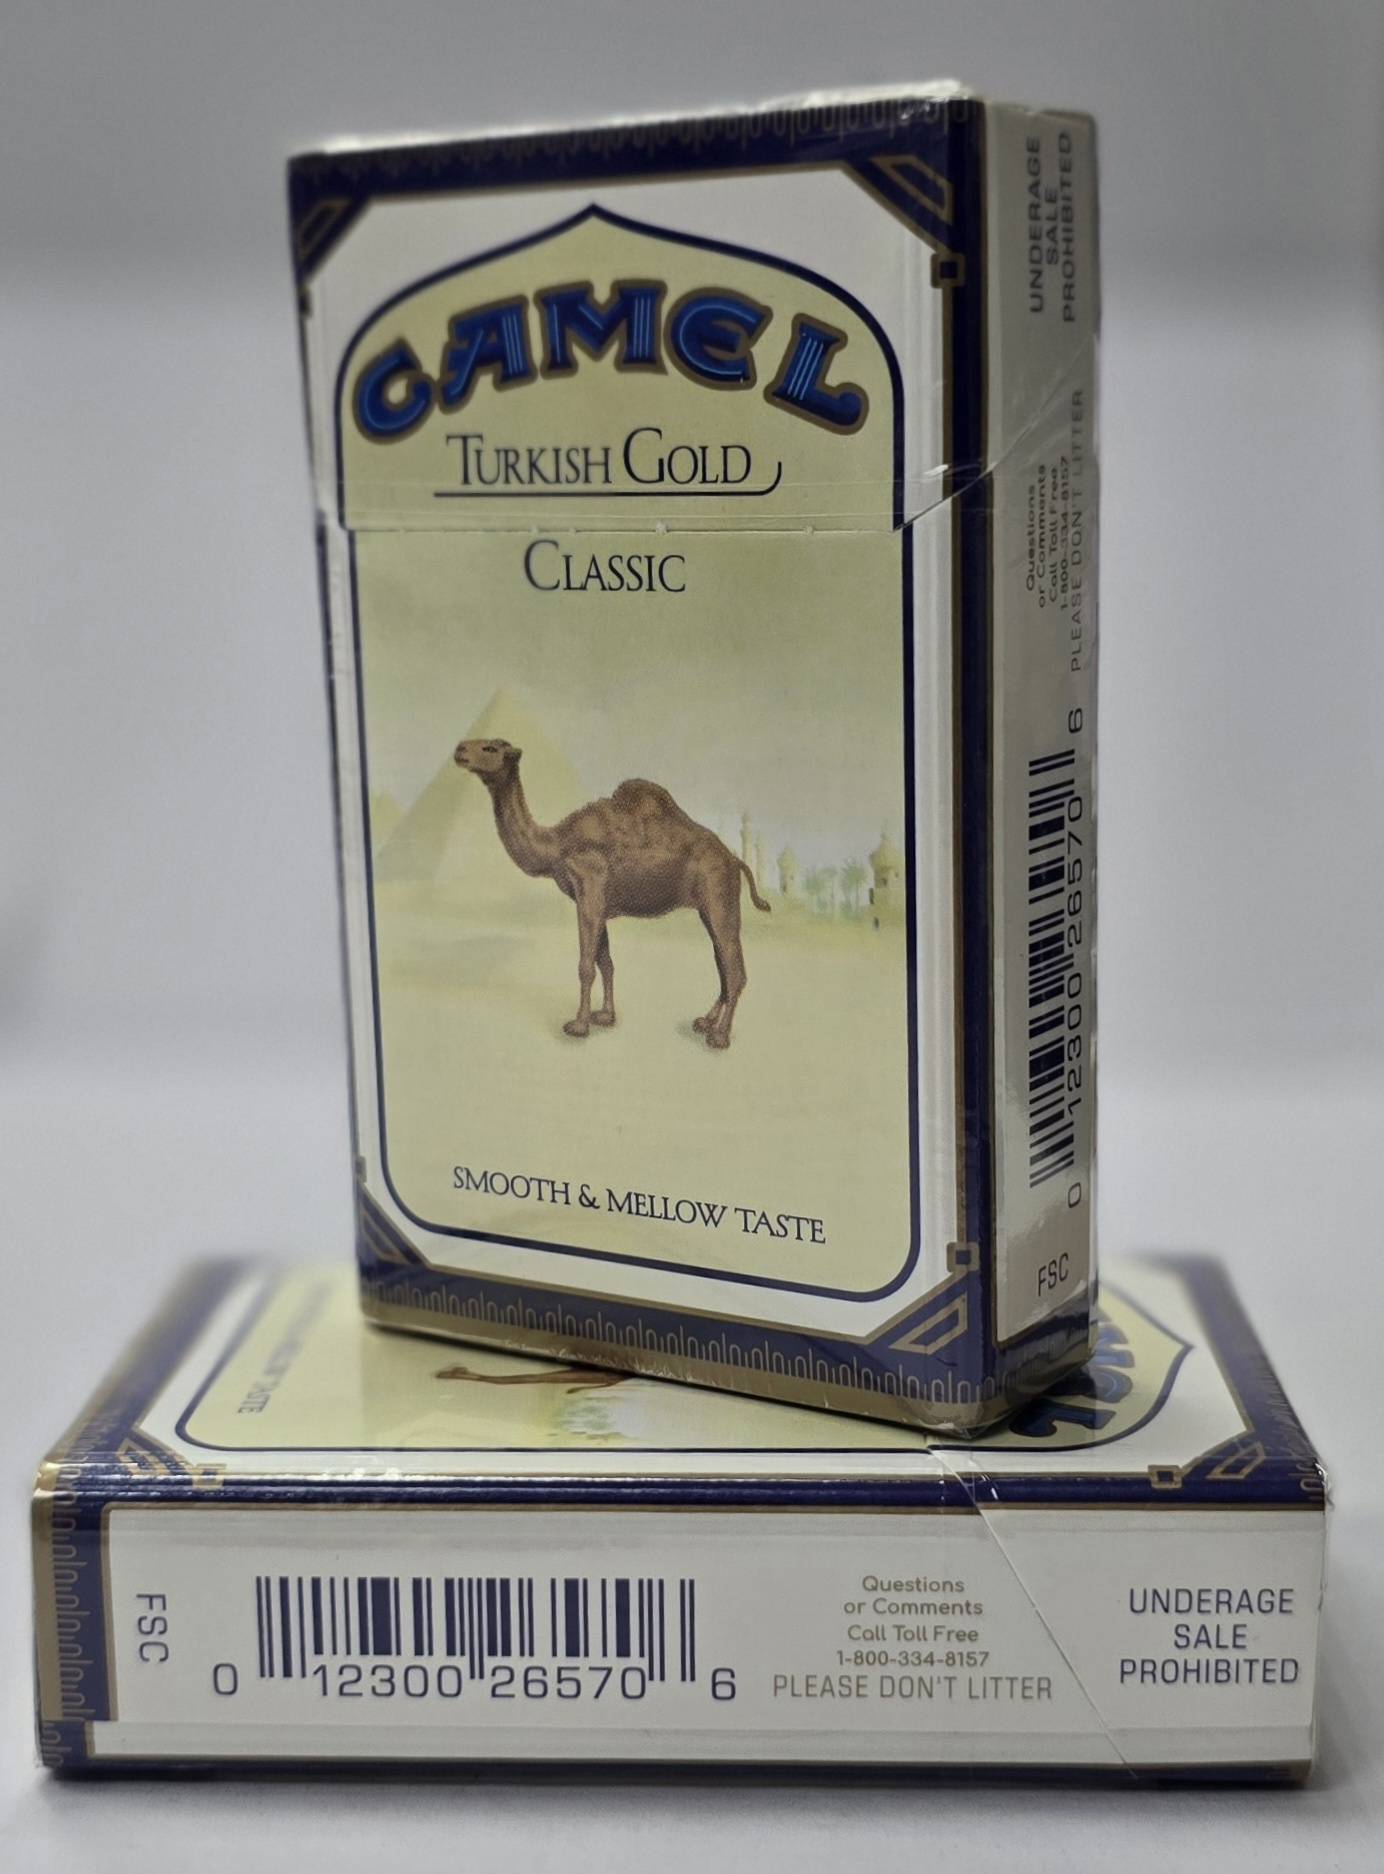 CAMEL
TURKISH GOLD
CLASSIC
SMOOTH & MELLOW TASTE
UNDERAGE
SALE
PROHIBITED
Questions
or Comments
Call Toll Free
1-800-334-8157
PLEASE DON'T LITTER
0 12300 26570 6
FSC
FSC
0 12300 26570 6
Questions
or Comments
Call Toll Free
1-800-334-8157
PLEASE DON'T LITTER
UNDERAGE
SALE
PROHIBITED